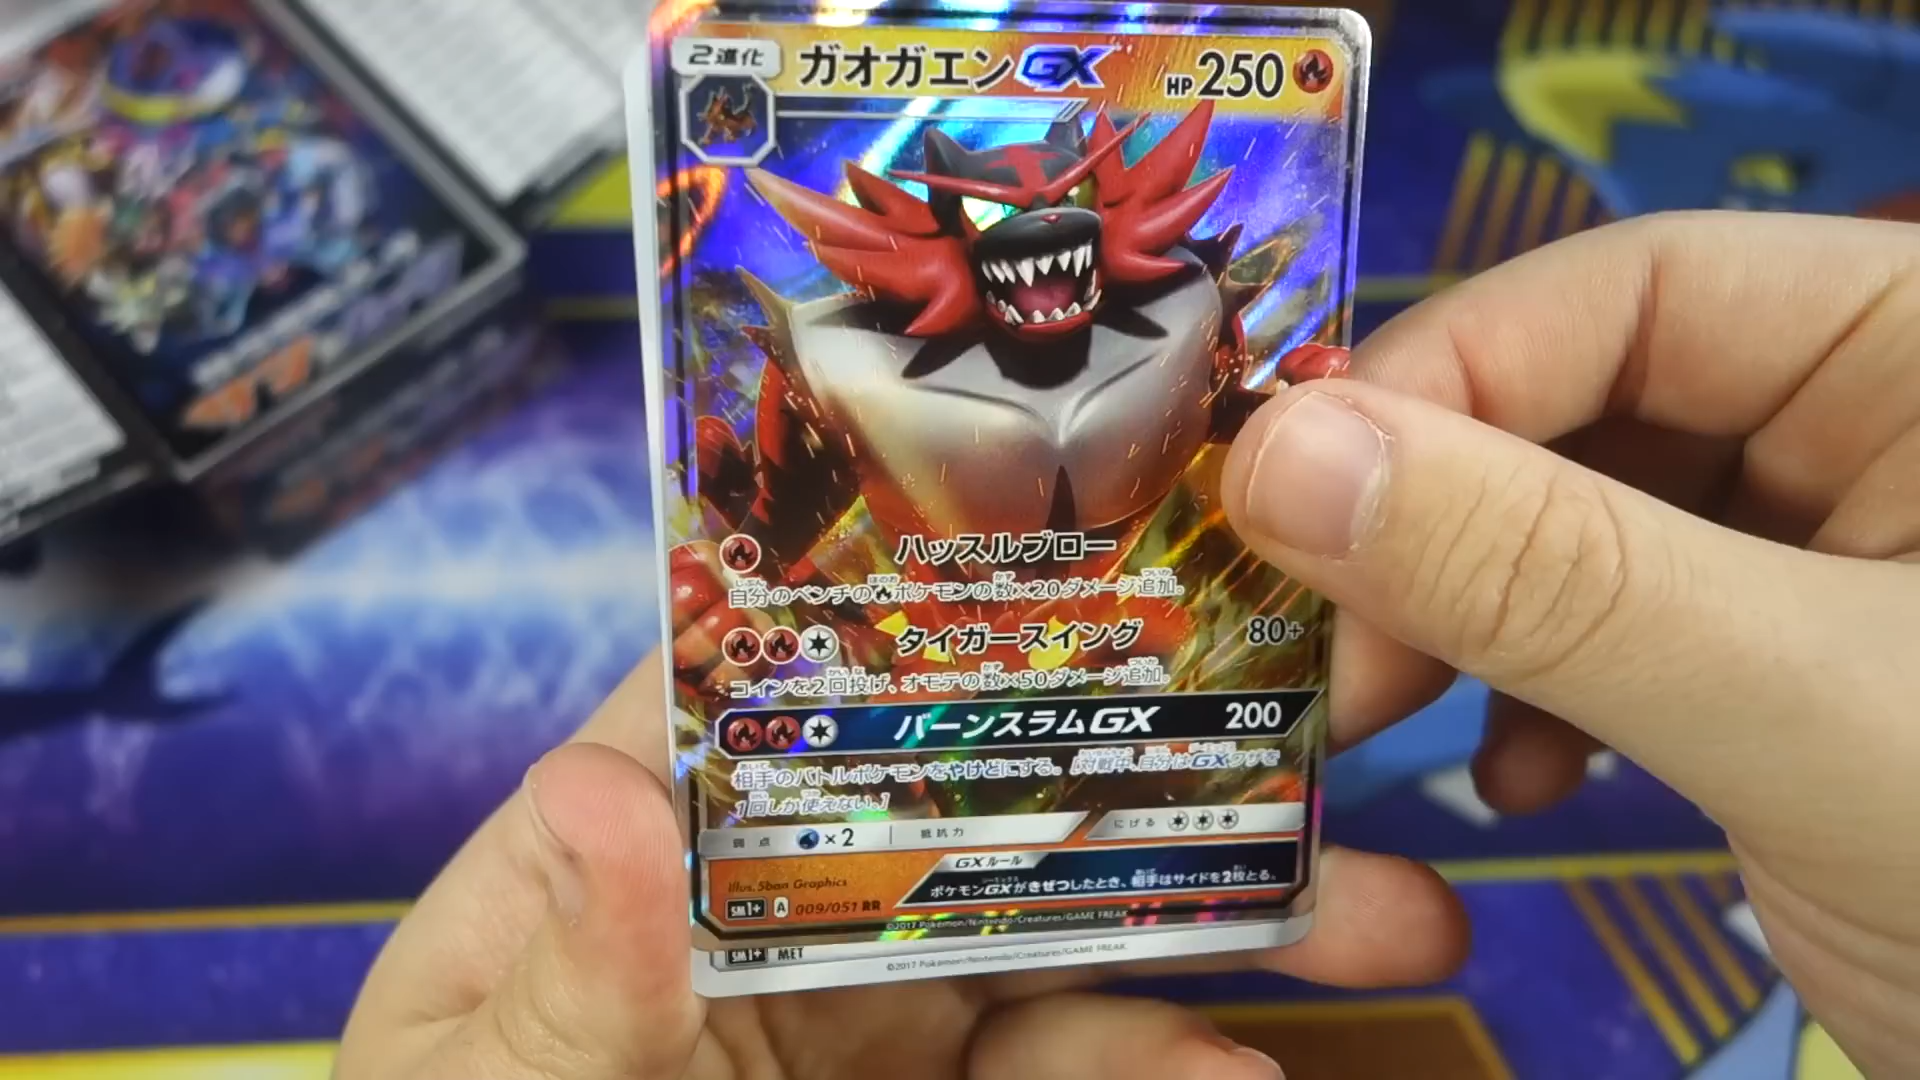 2進化 ガオガエンGX HP250
ハッスルブロー
自分のベンチのポケモンの数×20ダメージ追加。
タイガースイング 80+
コインを2回投げ、オモテの数×50ダメージ追加。
バーンスラムGX 200
相手のバトルポケモンをやけどにする。[対戦中、自分はGXワザを
1回しか使えない。]
弱点 ×2 抵抗力 にげる
GXルール
ポケモンGXがきぜつしたとき、相手はサイドを2枚とる。
Illus. 5ban Graphics
SM1+ A 009/051 RR
©2017 Pokémon/Nintendo/Creatures/GAME FREAK
SM1+ MET
©2017 Pokémon/Nintendo/Creatures/GAME FREAK